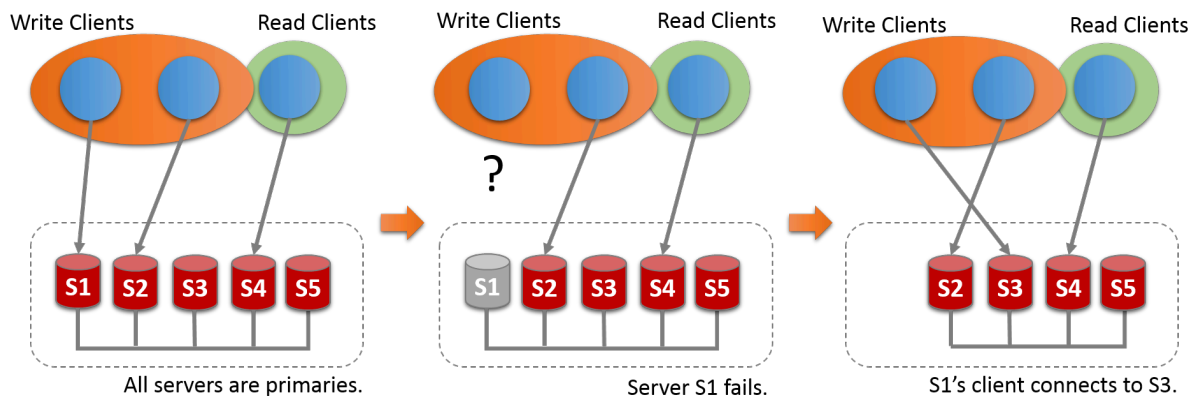 Write Clients
Read Clients
S1 S2 S3 S4 S5
All servers are primaries.
Write Clients
Read Clients
?
S1 S2 S3 S4 S5
Server S1 fails.
Write Clients
Read Clients
S2 S3 S4 S5
S1's client connects to S3.